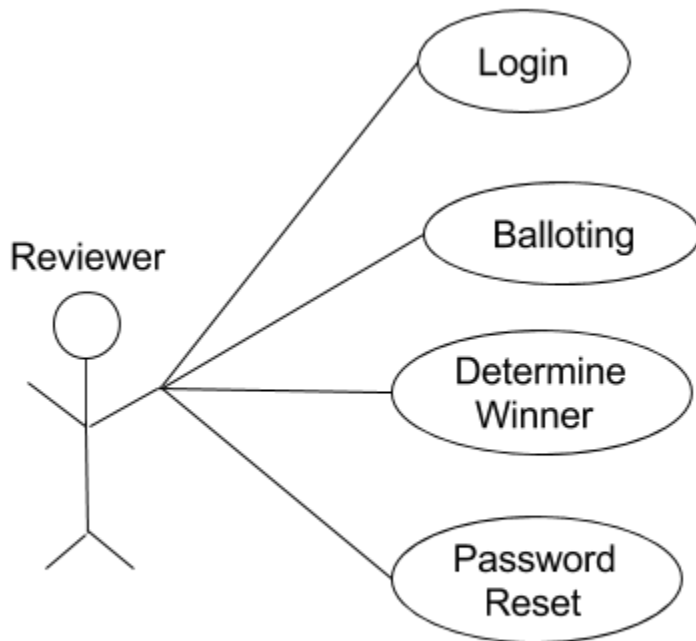 Login
Balloting
Reviewer
Determine
Winner
Password
Reset